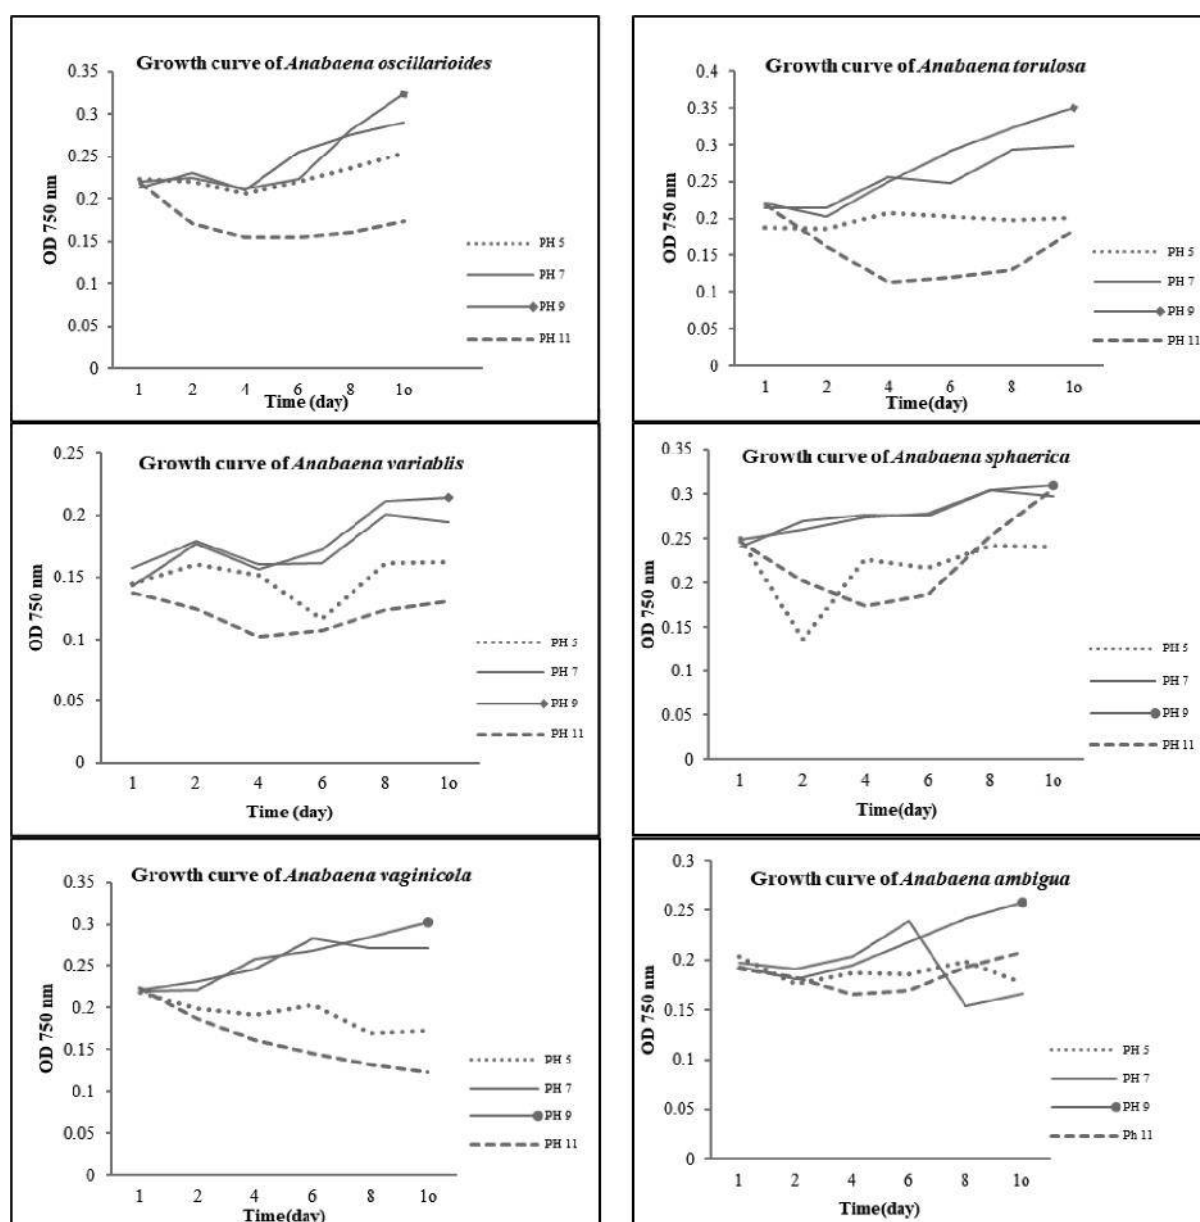 Growth curve of Anabaena oscillarioides
0.35
0.3
0.25
0.2
0.15
0.1
0.05
0
OD 750 nm
PH 5
PH 7
PH 9
PH 11
1 2 4 6 8 1o
Time(day)
Growth curve of Anabaena torulosa
0.4
0.35
0.3
0.25
0.2
0.15
0.1
0.05
0
OD 750 nm
PH 5
PH 7
PH 9
PH 11
1 2 4 6 8 1o
Time(day)
Growth curve of Anabaena variablis
0.25
0.2
0.15
0.1
0.05
0
OD 750 nm
PH 5
PH 7
PH 9
PH 11
1 2 4 6 8 1o
Time (day)
Growth curve of Anabaena sphaerica
0.35
0.3
0.25
0.2
0.15
0.1
0.05
0
OD 750 nm
PH 5
PH 7
PH 9
PH 11
1 2 4 6 8 1o
Time(day)
Growth curve of Anabaena vaginicola
0.35
0.3
0.25
0.2
0.15
0.1
0.05
0
OD 750 nm
PH 5
PH 7
PH 9
PH 11
1 2 4 6 8 1o
Time(day)
Growth curve of Anabaena ambigua
0.3
0.25
0.2
0.15
0.1
0.05
0
OD 750 nm
PH 5
PH 7
PH 9
Ph 11
1 2 4 6 8 1o
Time(day)